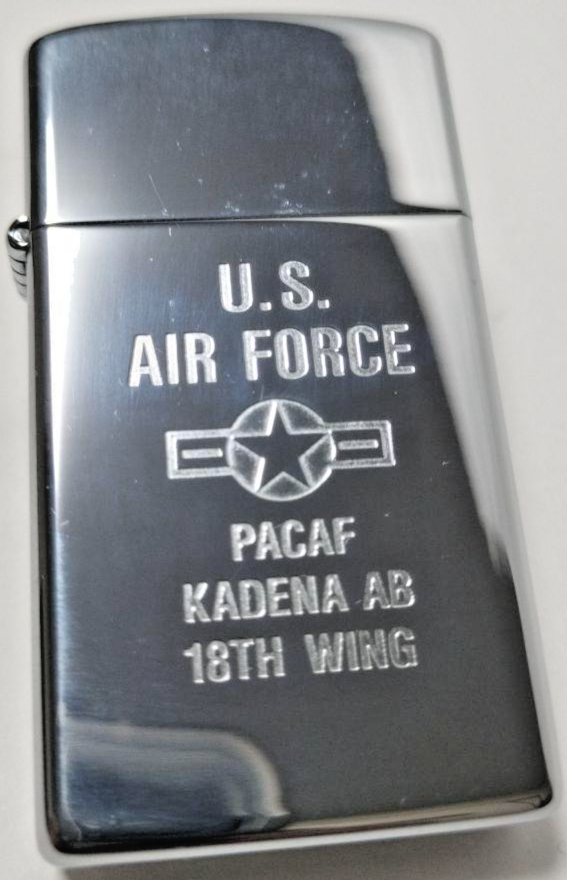 U.S.
AIR FORCE
PACAF
KADENA AB
18TH WING